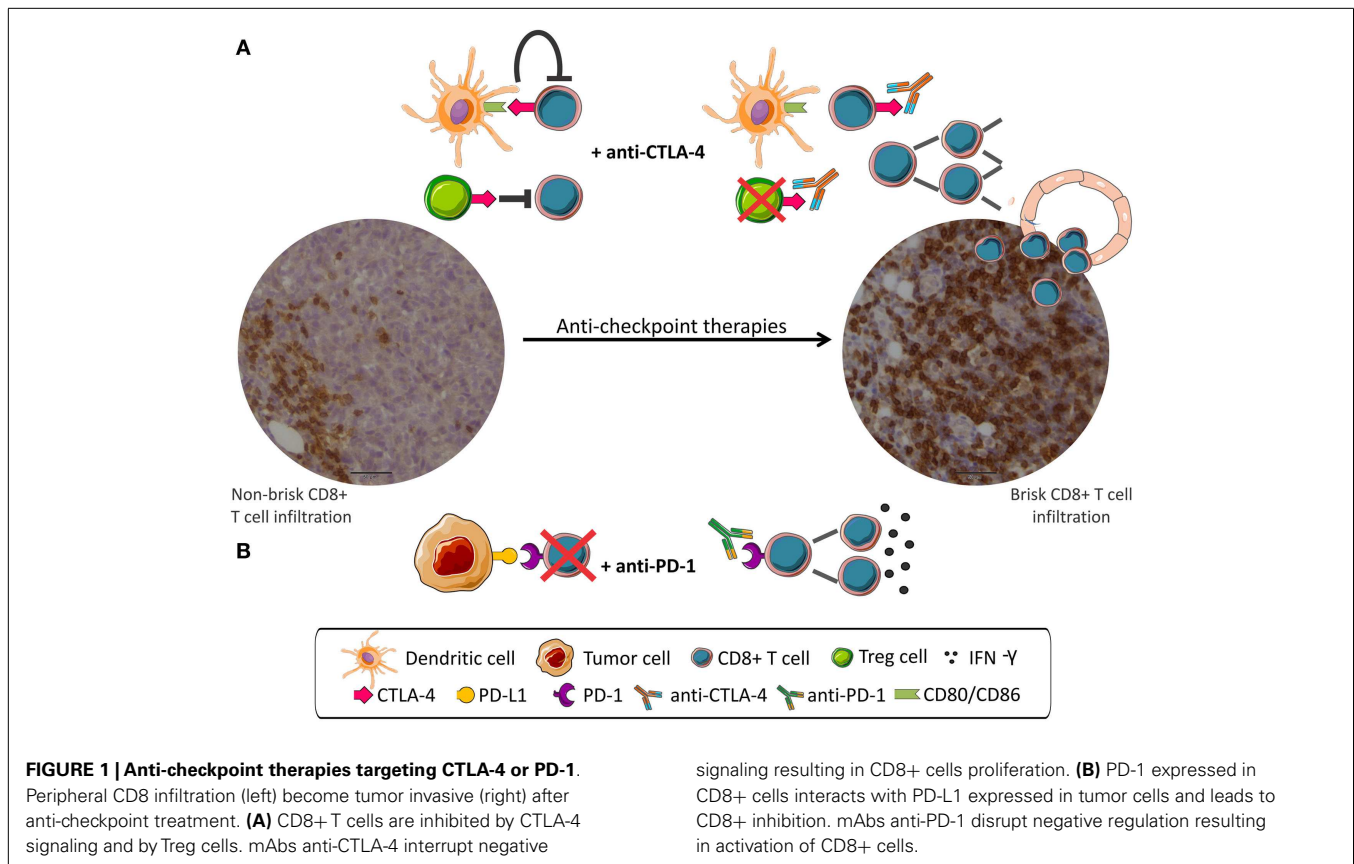 A
+ anti-CTLA-4
Anti-checkpoint therapies
Non-brisk CD8+
T cell infiltration
Brisk CD8+ T cell
infiltration
B
+ anti-PD-1
Dendritic cell
Tumor cell
CD8+ T cell
Treg cell
IFN -γ
CTLA-4
PD-L1
PD-1
anti-CTLA-4
anti-PD-1
CD80/CD86
FIGURE 1 | Anti-checkpoint therapies targeting CTLA-4 or PD-1.
Peripheral CD8 infiltration (left) become tumor invasive (right) after
anti-checkpoint treatment. (A) CD8+ T cells are inhibited by CTLA-4
signaling and by Treg cells. mAbs anti-CTLA-4 interrupt negative
signaling resulting in CD8+ cells proliferation. (B) PD-1 expressed in
CD8+ cells interacts with PD-L1 expressed in tumor cells and leads to
CD8+ inhibition. mAbs anti-PD-1 disrupt negative regulation resulting
in activation of CD8+ cells.